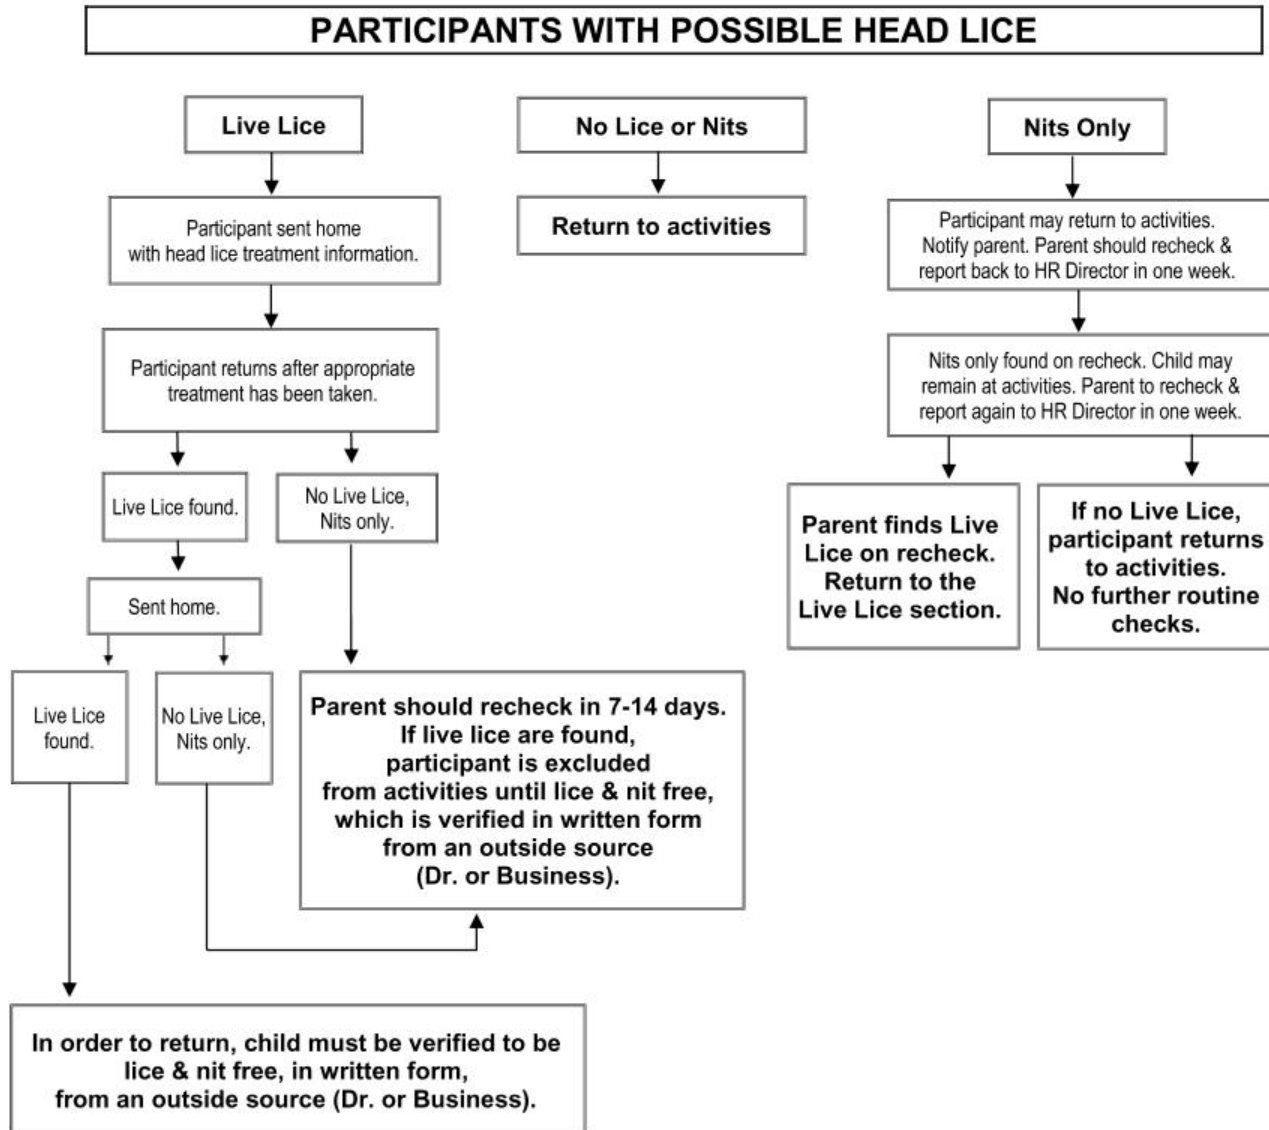 PARTICIPANTS WITH POSSIBLE HEAD LICE
Live Lice
Participant sent home
with head lice treatment information.
Participant returns after appropriate
treatment has been taken.
Live Lice found.
No Live Lice,
Nits only.
Sent home.
Live Lice
found.
No Live Lice,
Nits only.
Parent should recheck in 7-14 days.
If live lice are found,
participant is excluded
from activities until lice & nit free,
which is verified in written form
from an outside source
(Dr. or Business).
In order to return, child must be verified to be
lice & nit free, in written form,
from an outside source (Dr. or Business).
No Lice or Nits
Return to activities
Nits Only
Participant may return to activities.
Notify parent. Parent should recheck &
report back to HR Director in one week.
Nits only found on recheck. Child may
remain at activities. Parent to recheck &
report again to HR Director in one week.
Parent finds Live
Lice on recheck.
Return to the
Live Lice section.
If no Live Lice,
participant returns
to activities.
No further routine
checks.